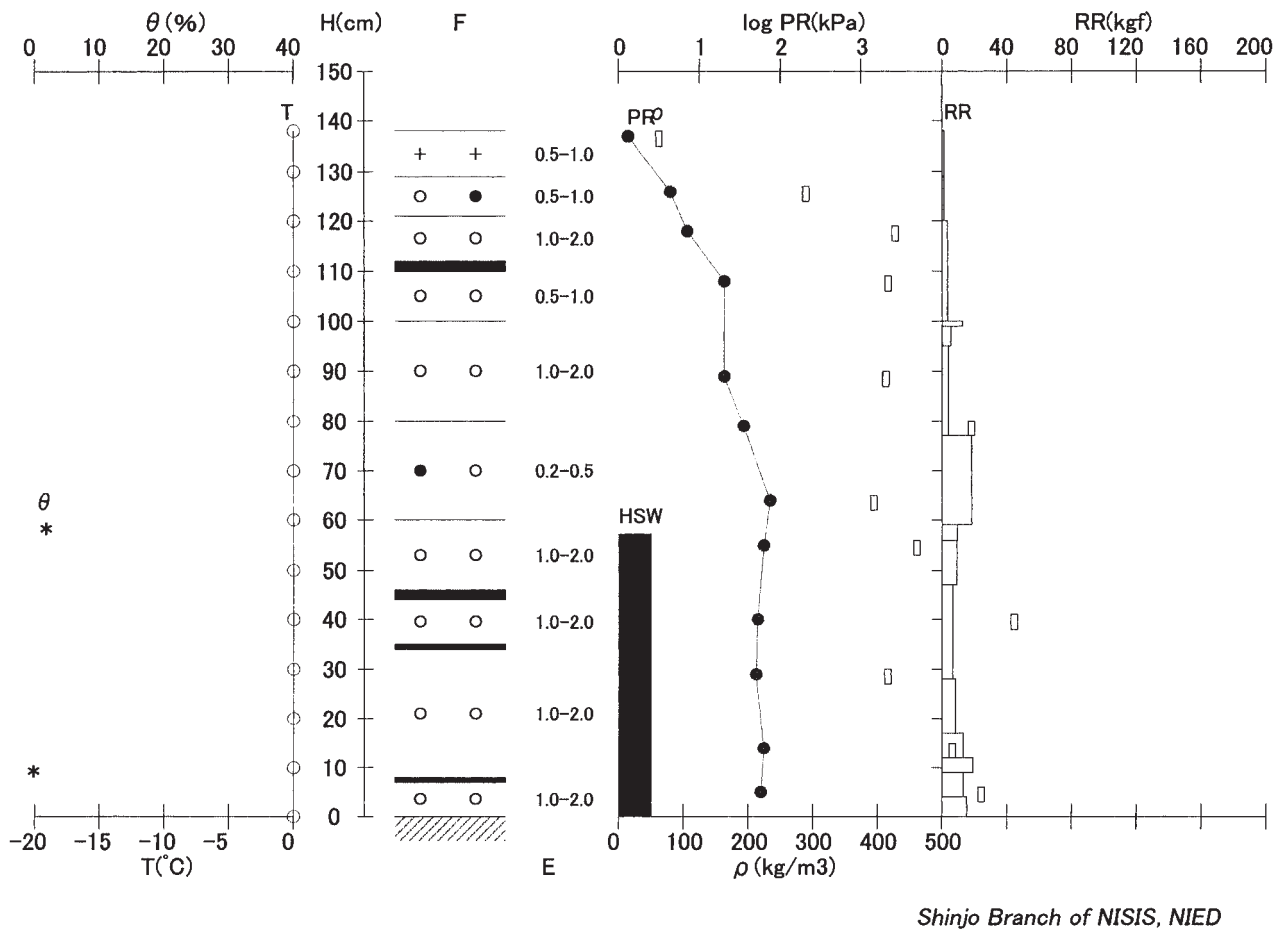 θ(%) H(cm) F log PR(kPa) RR(kgf)
0 10 20 30 40 0 1 2 3 0 40 80 120 160 200
150
T PRρ RR
140
+ + 0.5-1.0
130
0.5-1.0
120
1.0-2.0
110
0.5-1.0
100
90 1.0-2.0
80
70 0.2-0.5
θ
60 HSW
*
1.0-2.0
50
40 1.0-2.0
30
20 1.0-2.0
* 10
1.0-2.0
0
-20 -15 -10 -5 0 0 100 200 300 400 500
T(°C) E ρ(kg/m3)
Shinjo Branch of NISIS, NIED